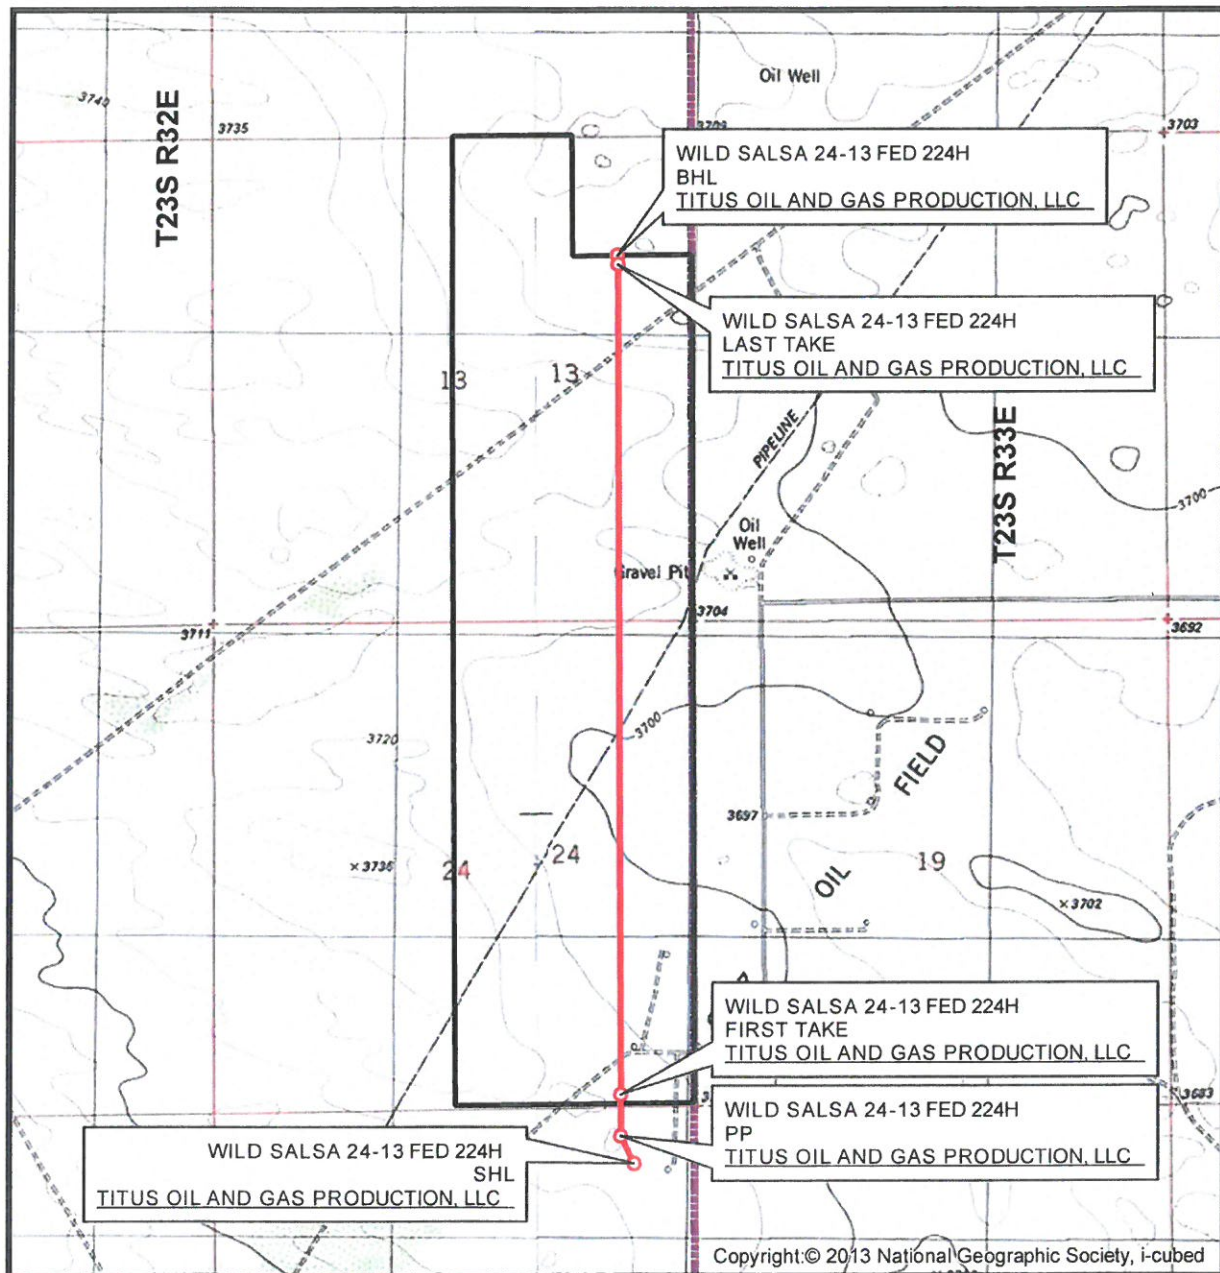 Oil Well
3740
3735
3709
3703
T23S R32E
WILD SALSA 24-13 FED 224H
BHL
TITUS OIL AND GAS PRODUCTION, LLC
WILD SALSA 24-13 FED 224H
LAST TAKE
TITUS OIL AND GAS PRODUCTION, LLC
13
13
PIPELINE
T23S R33E
3700
Oil
Well
Gravel Pit
3704
3711
3692
3700
3720
FIELD
3697
3736
24
24
OIL
19
3702
WILD SALSA 24-13 FED 224H
FIRST TAKE
TITUS OIL AND GAS PRODUCTION, LLC
3683
WILD SALSA 24-13 FED 224H
PP
TITUS OIL AND GAS PRODUCTION, LLC
WILD SALSA 24-13 FED 224H
SHL
TITUS OIL AND GAS PRODUCTION, LLC
Copyright:© 2013 National Geographic Society, i-cubed